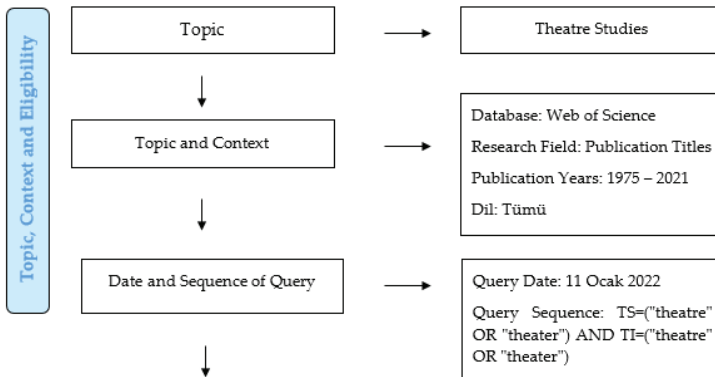 Topic, Context and Eligibility
Topic
Theatre Studies
Topic and Context
Database: Web of Science
Research Field: Publication Titles
Publication Years: 1975 – 2021
Dil: Tümü
Date and Sequence of Query
Query Date: 11 Ocak 2022
Query Sequence: TS=("theatre"
OR "theater") AND TI=("theatre"
OR "theater")